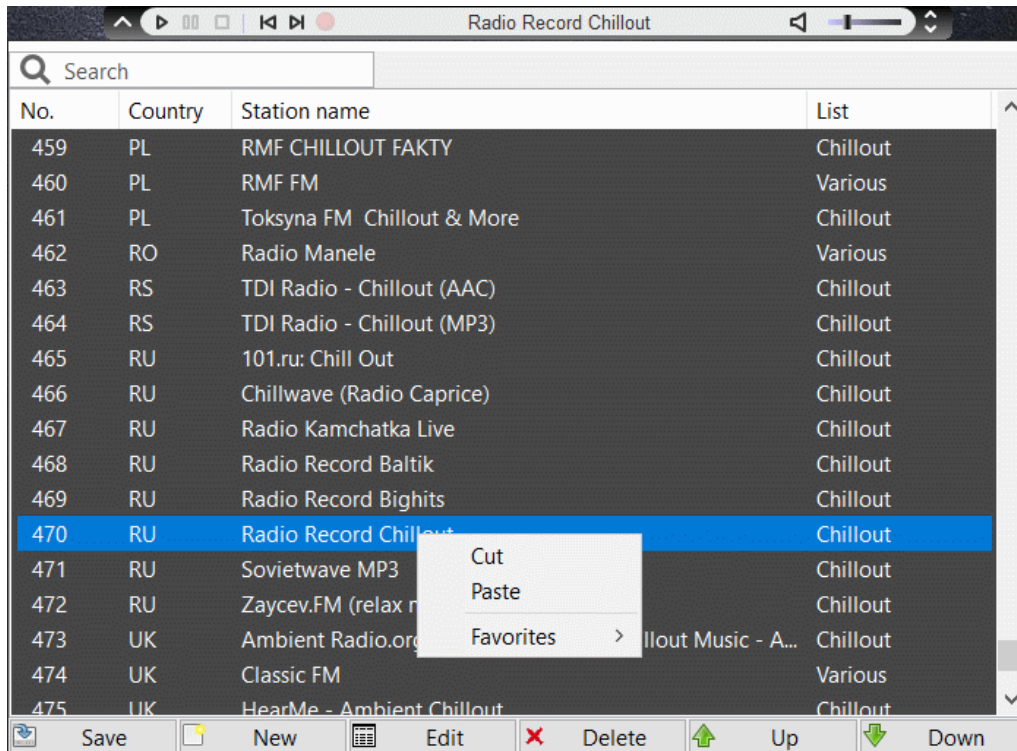 Radio Record Chillout
Search
No. Country Station name List
459 PL RMF CHILLOUT FAKTY Chillout
460 PL RMF FM Various
461 PL Toksyna FM  Chillout & More Chillout
462 RO Radio Manele Various
463 RS TDI Radio - Chillout (AAC) Chillout
464 RS TDI Radio - Chillout (MP3) Chillout
465 RU 101.ru: Chill Out Chillout
466 RU Chillwave (Radio Caprice) Chillout
467 RU Radio Kamchatka Live Chillout
468 RU Radio Record Baltik Chillout
469 RU Radio Record Bighits Chillout
470 RU Radio Record Chillout Chillout
Cut
471 RU Sovietwave MP3 Chillout
Paste
472 RU Zaycev.FM (relax Chillout
Favorites
473 UK Ambient Radio.org llout Music - A... Chillout
474 UK Classic FM Various
475 UK HearMe - Ambient Chillout Chillout
Save New Edit Delete Up Down